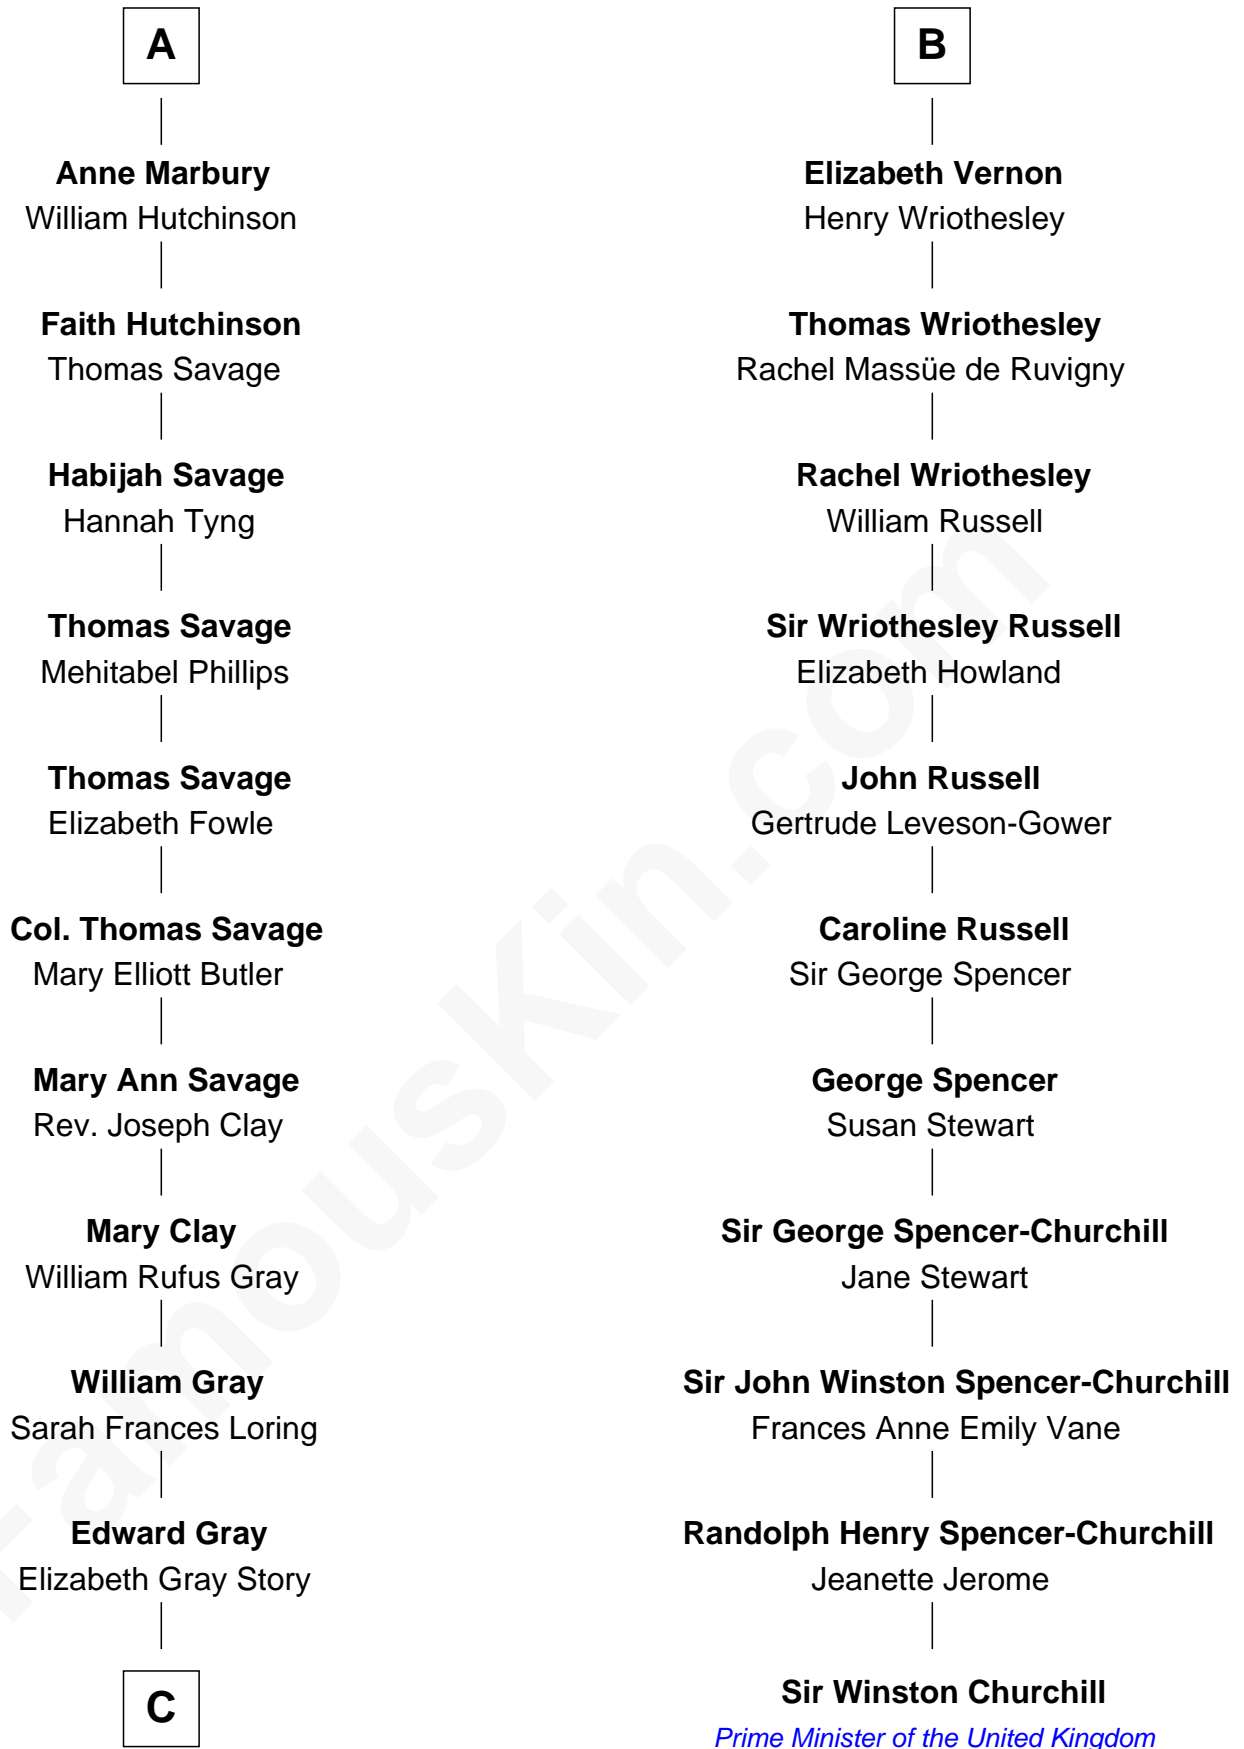 A
Anne Marbury
William Hutchinson
Faith Hutchinson
Thomas Savage
Habijah Savage
Hannah Tyng
Thomas Savage
Mehitabel Phillips
Thomas Savage
Elizabeth Fowle
Col. Thomas Savage
Mary Elliott Butler
Mary Ann Savage
Rev. Joseph Clay
Mary Clay
William Rufus Gray
William Gray
Sarah Frances Loring
Edward Gray
Elizabeth Gray Story
C
B
Elizabeth Vernon
Henry Wriothesley
Thomas Wriothesley
Rachel Massüe de Ruvigny
Rachel Wriothesley
William Russell
Sir Wriothesley Russell
Elizabeth Howland
John Russell
Gertrude Leveson-Gower
Caroline Russell
Sir George Spencer
George Spencer
Susan Stewart
Sir George Spencer-Churchill
Jane Stewart
Sir John Winston Spencer-Churchill
Frances Anne Emily Vane
Randolph Henry Spencer-Churchill
Jeanette Jerome
Sir Winston Churchill
Prime Minister of the United Kingdom
FamousKin.com